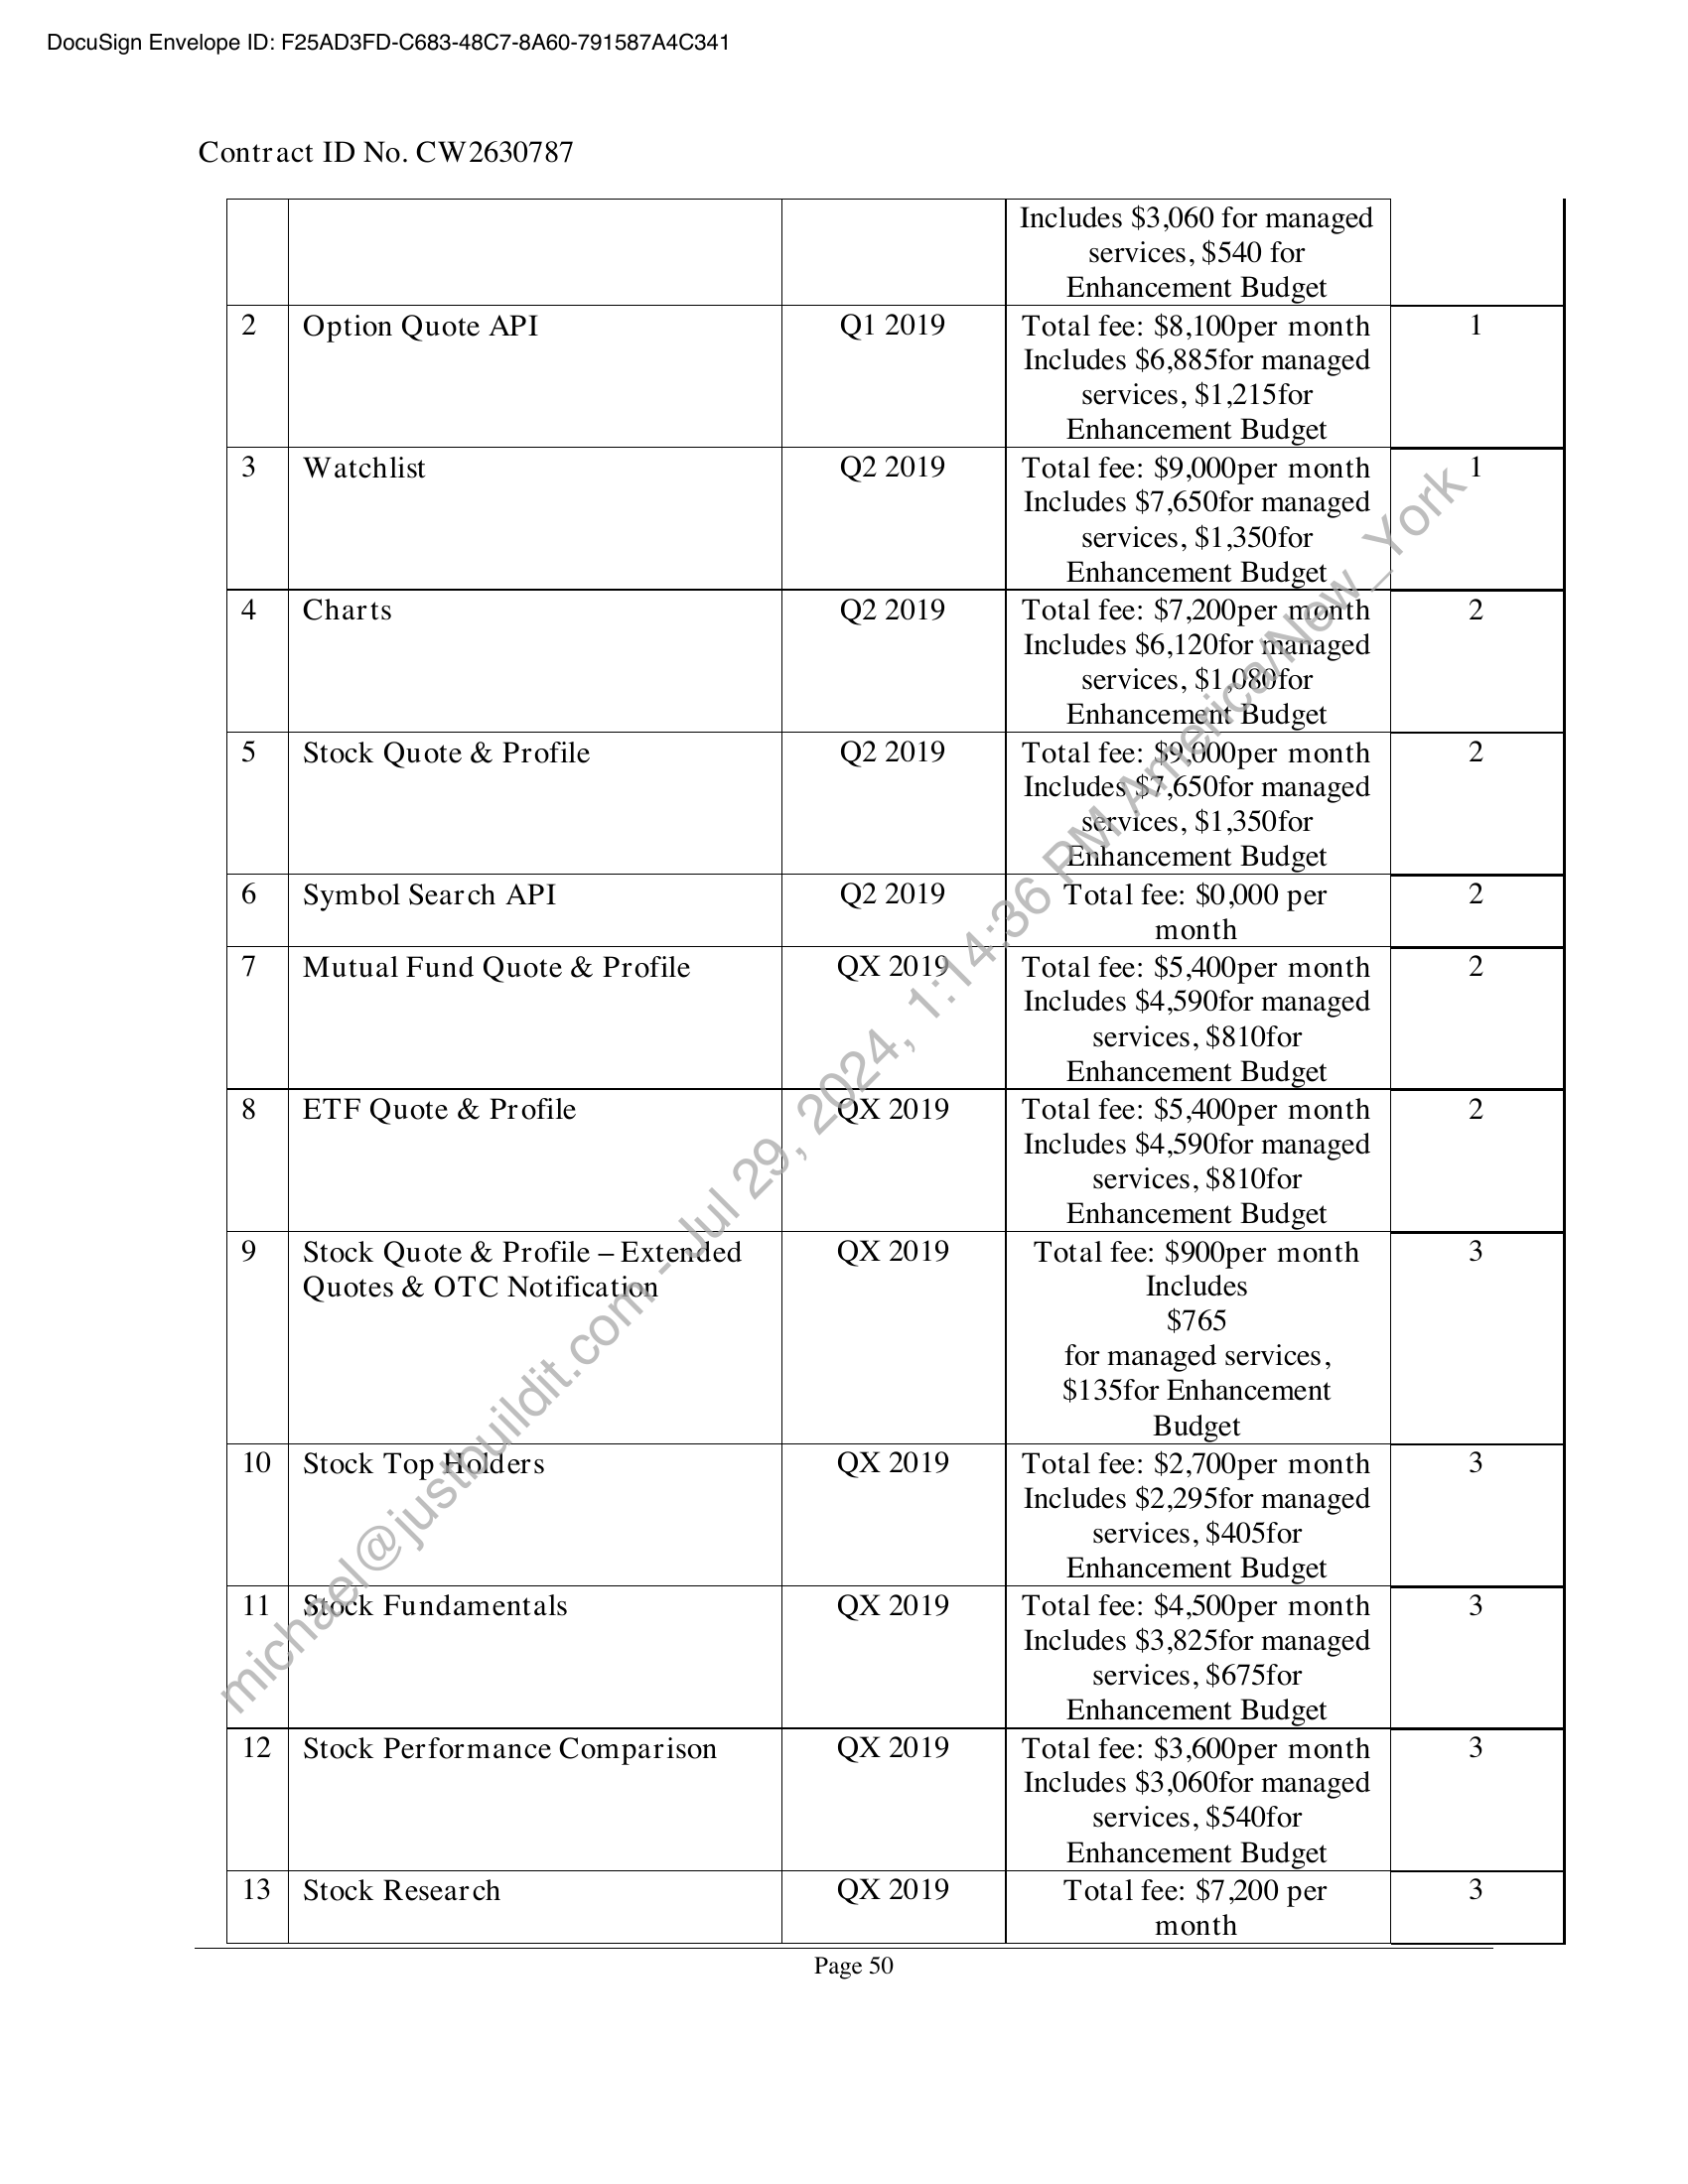 DocuSign Envelope ID: F25AD3FD-C683-48C7-8A60-791587A4C341
Contract ID No. CW2630787
Includes $3,060 for managed
services, $540 for
Enhancement Budget
2 Option Quote API Q1 2019 Total fee: $8,100per month 1
Includes $6,885for managed
services, $1,215for
Enhancement Budget
3 Watchlist Q2 2019 Total fee: $9,000per month 1
Includes $7,650for managed
services, $1,350for
Enhancement Budget
4 Charts Q2 2019 Total fee: $7,200per month 2
Includes $6,120for managed
services, $1,080for
Enhancement Budget
5 Stock Quote & Profile Q2 2019 Total fee: $9,000per month 2
Includes $7,650for managed
services, $1,350for
Enhancement Budget
6 Symbol Search API Q2 2019 Total fee: $0,000 per 2
month
7 Mutual Fund Quote & Profile QX 2019 Total fee: $5,400per month 2
Includes $4,590for managed
services, $810for
Enhancement Budget
8 ETF Quote & Profile QX 2019 Total fee: $5,400per month 2
Includes $4,590for managed
services, $810for
Enhancement Budget
9 Stock Quote & Profile – Extended QX 2019 Total fee: $900per month 3
Quotes & OTC Notification Includes
$765
for managed services,
$135for Enhancement
Budget
10 Stock Top Holders QX 2019 Total fee: $2,700per month 3
Includes $2,295for managed
services, $405for
Enhancement Budget
11 Stock Fundamentals QX 2019 Total fee: $4,500per month 3
Includes $3,825for managed
services, $675for
Enhancement Budget
12 Stock Performance Comparison QX 2019 Total fee: $3,600per month 3
Includes $3,060for managed
services, $540for
Enhancement Budget
13 Stock Research QX 2019 Total fee: $7,200 per 3
month
Page 50
michael@justbuildit.com - Jul 29, 2024, 1:14:36 PM America/New_York